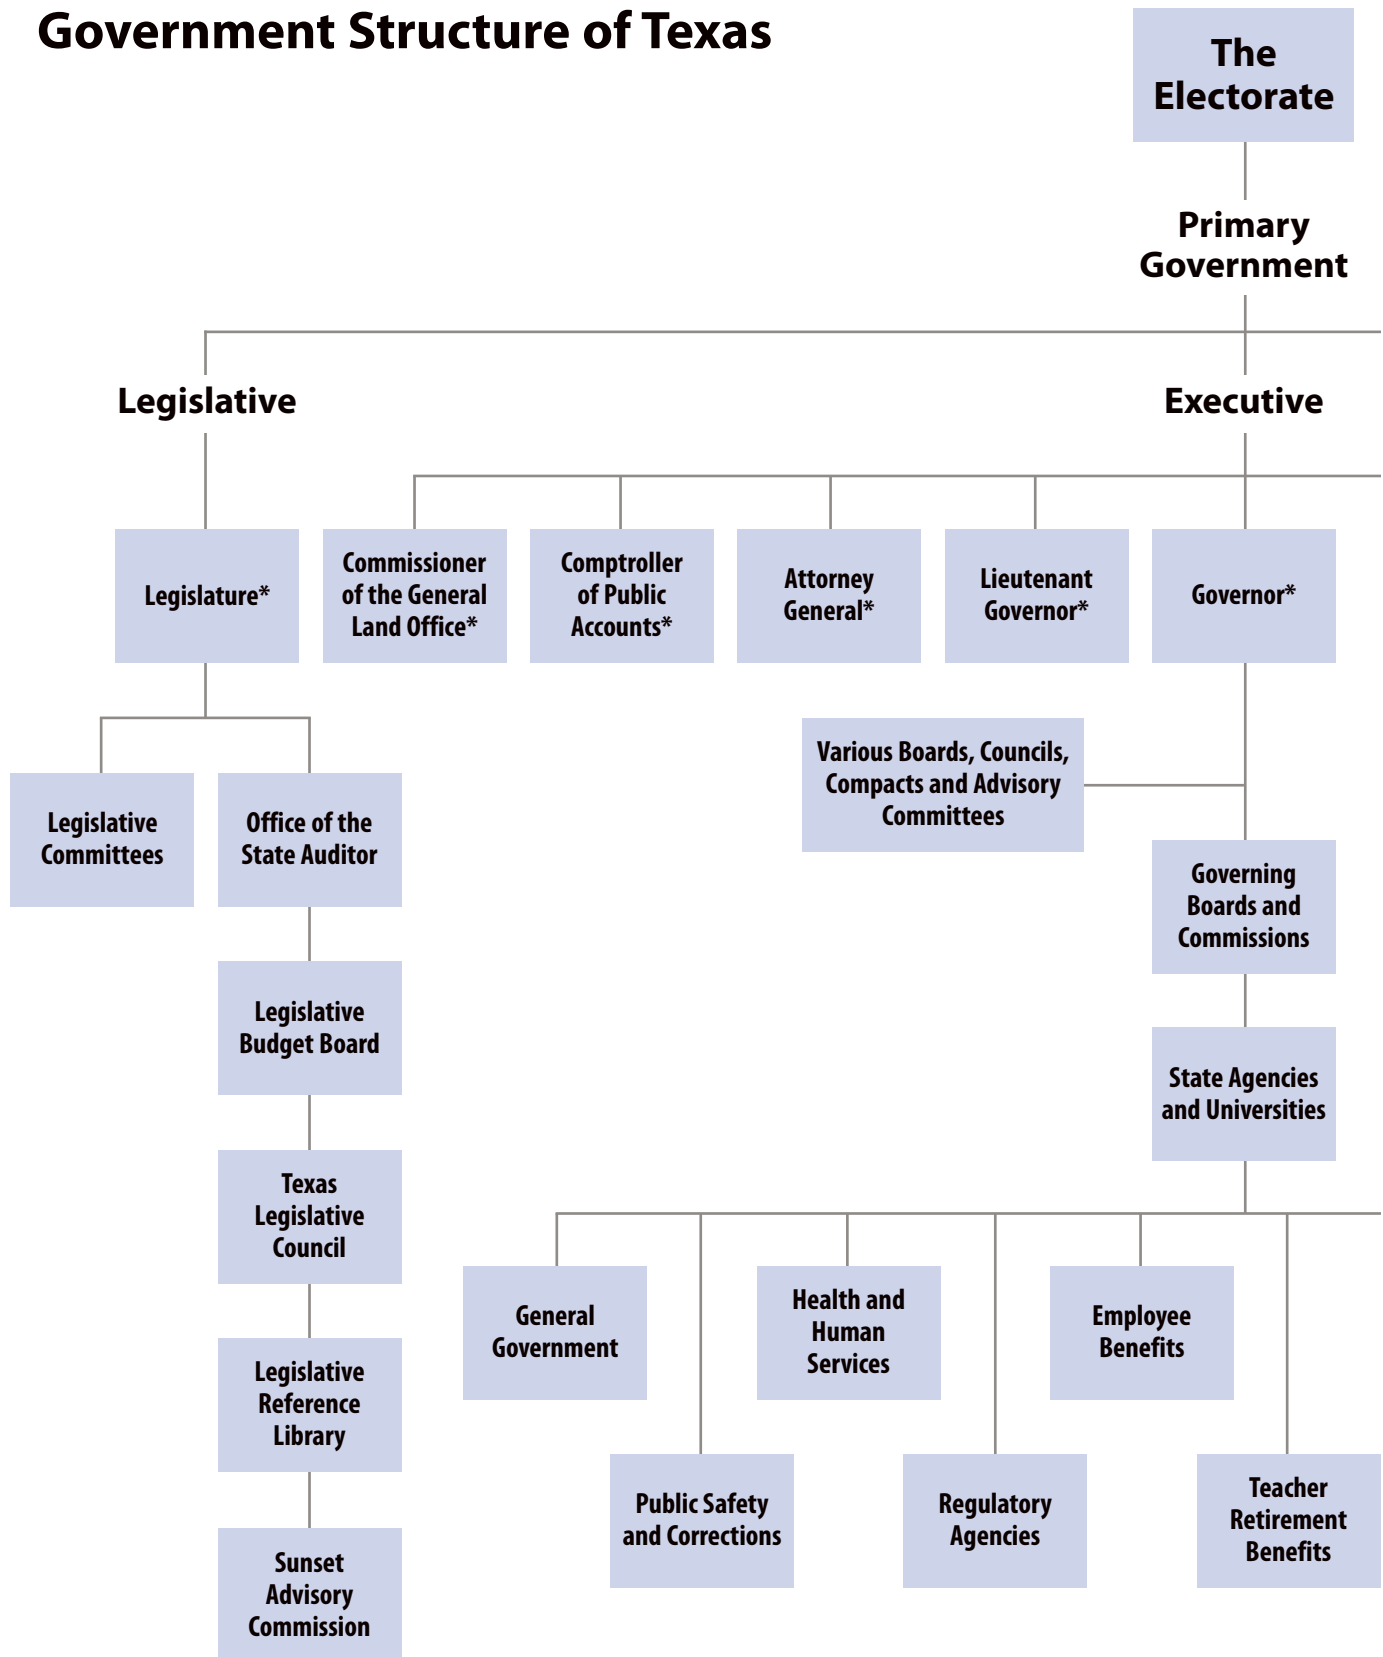 Government Structure of Texas
The
Electorate
Primary
Government
Legislative
Executive
Legislature*
Commissioner
of the General
Land Office*
Comptroller
of Public
Accounts*
Attorney
General*
Lieutenant
Governor*
Governor*
Various Boards, Councils,
Compacts and Advisory
Committees
Legislative
Committees
Office of the
State Auditor
Governing
Boards and
Commissions
Legislative
Budget Board
State Agencies
and Universities
Texas
Legislative
Council
General
Government
Health and
Human
Services
Employee
Benefits
Legislative
Reference
Library
Public Safety
and Corrections
Regulatory
Agencies
Teacher
Retirement
Benefits
Sunset
Advisory
Commission